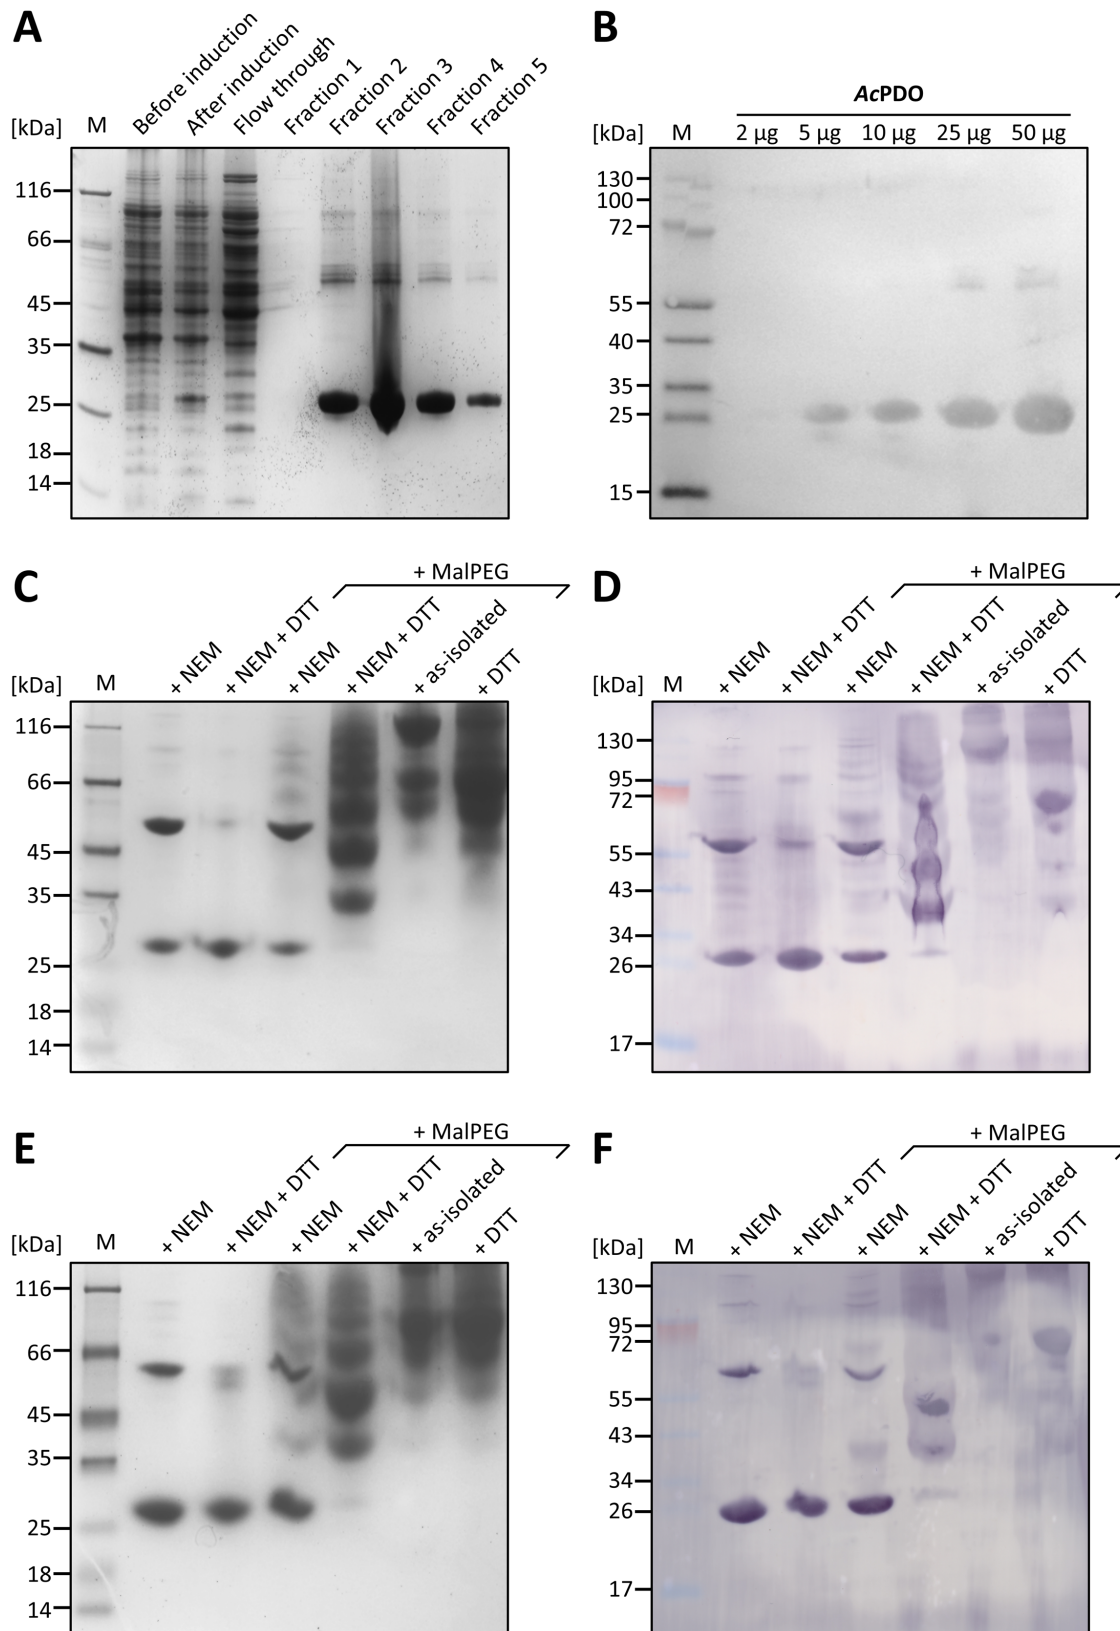 A
[kDa]
M
Before induction
After induction
Flow through
Fraction 1
Fraction 2
Fraction 3
Fraction 4
Fraction 5
116
66
45
35
25
18
14
B
AcPDO
[kDa] M 2 µg 5 µg 10 µg 25 µg 50 µg
130
100
72
55
40
35
25
15
C
+ MalPEG
[kDa]
M
+ NEM
+ NEM + DTT
+ NEM
+ NEM + DTT
+ as-isolated
+ DTT
116
66
45
35
25
18
14
D
+ MalPEG
[kDa]
M
+ NEM
+ NEM + DTT
+ NEM
+ NEM + DTT
+ as-isolated
+ DTT
130
95
72
55
43
34
26
17
E
+ MalPEG
[kDa]
M
+ NEM
+ NEM + DTT
+ NEM
+ NEM + DTT
+ as-isolated
+ DTT
116
66
45
35
25
18
14
F
+ MalPEG
[kDa]
M
+ NEM
+ NEM + DTT
+ NEM
+ NEM + DTT
+ as-isolated
+ DTT
130
95
72
55
43
34
26
17